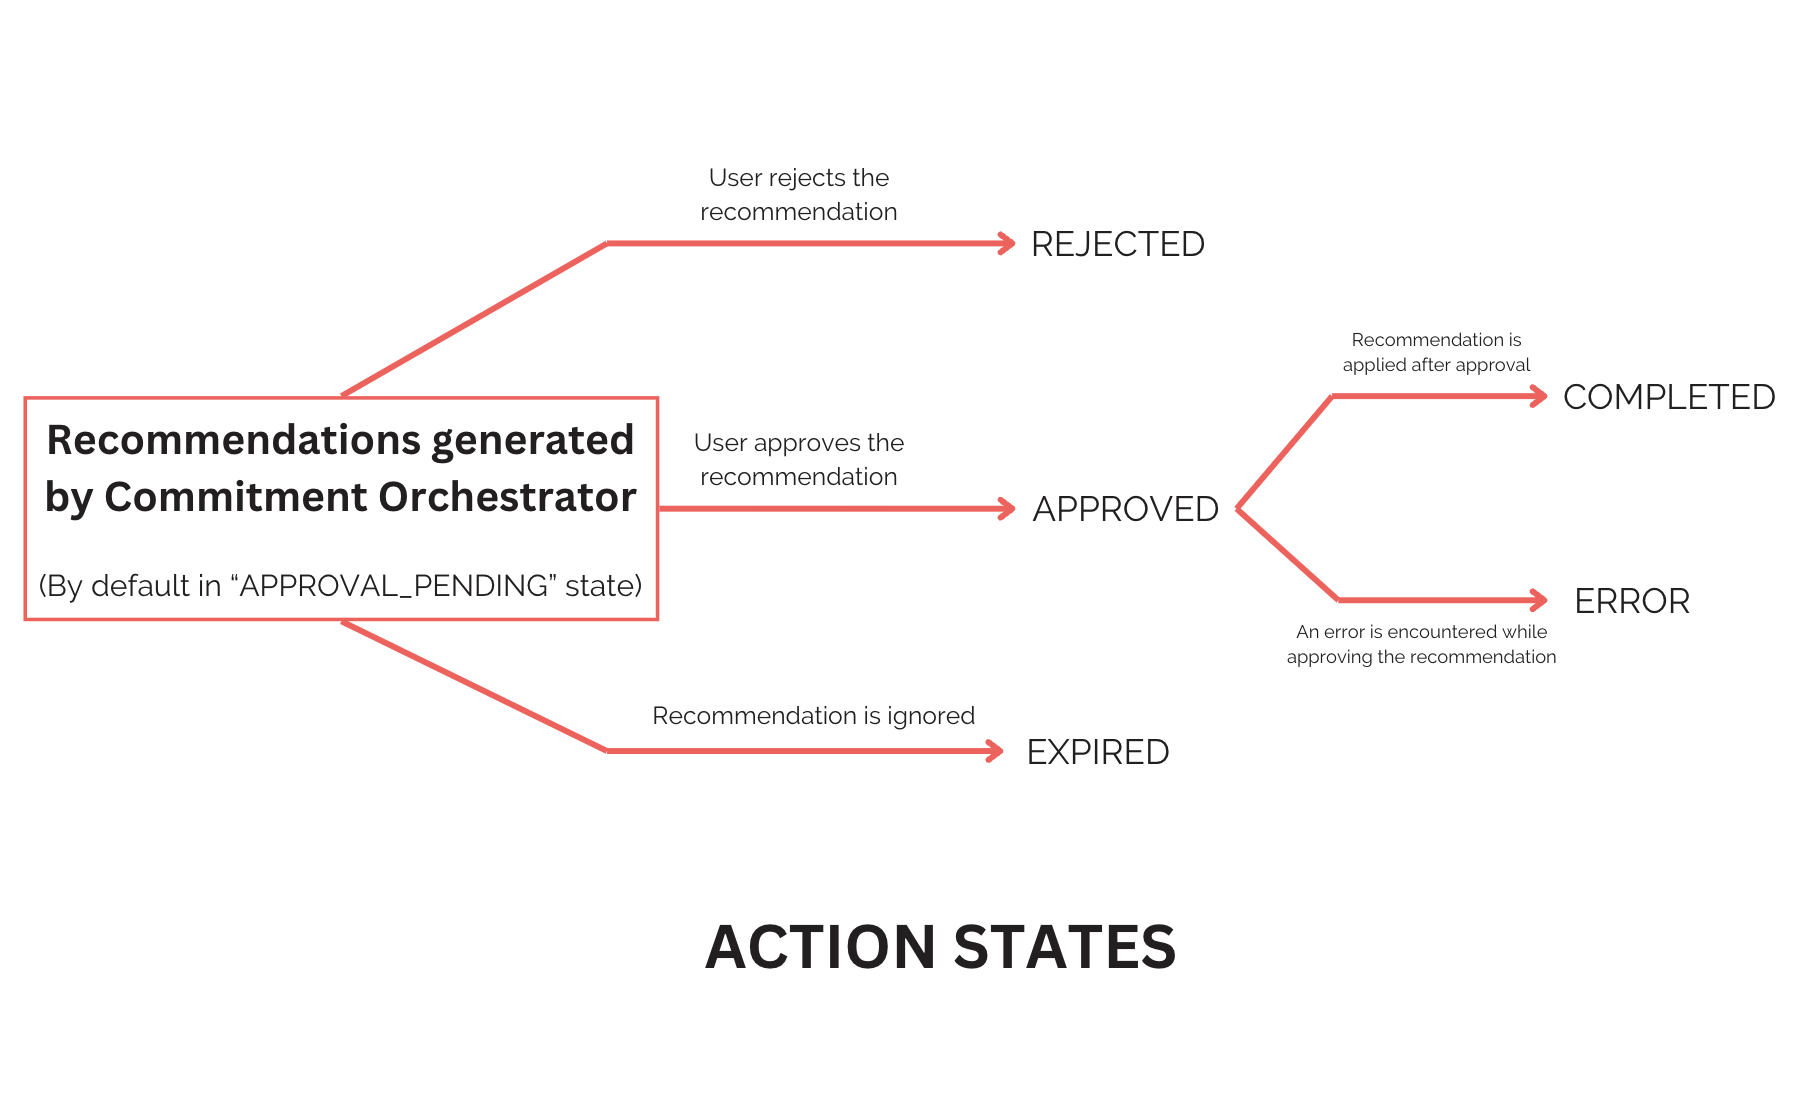 User rejects the
recommendation
REJECTED
Recommendation is
applied after approval
COMPLETED
Recommendations generated
by Commitment Orchestrator
(By default in “APPROVAL_PENDING” state)
User approves the
recommendation
APPROVED
ERROR
An error is encountered while
approving the recommendation
Recommendation is ignored
EXPIRED
ACTION STATES